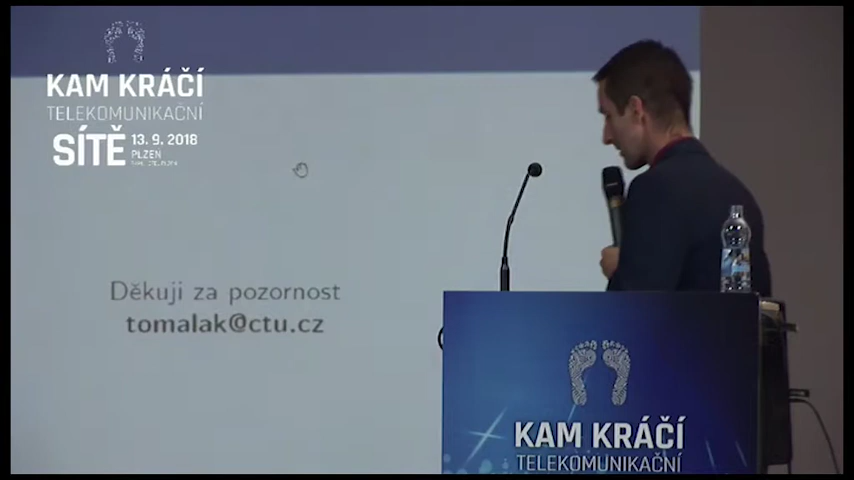 KAM KRÁČÍ
TELEKOMUNIKAČNÍ
SÍTĚ 13. 9. 2018
PLZEŇ
Děkuji za pozornost
tomalak@ctu.cz
KAM KRÁČÍ
TELEKOMUNIKAČNÍ